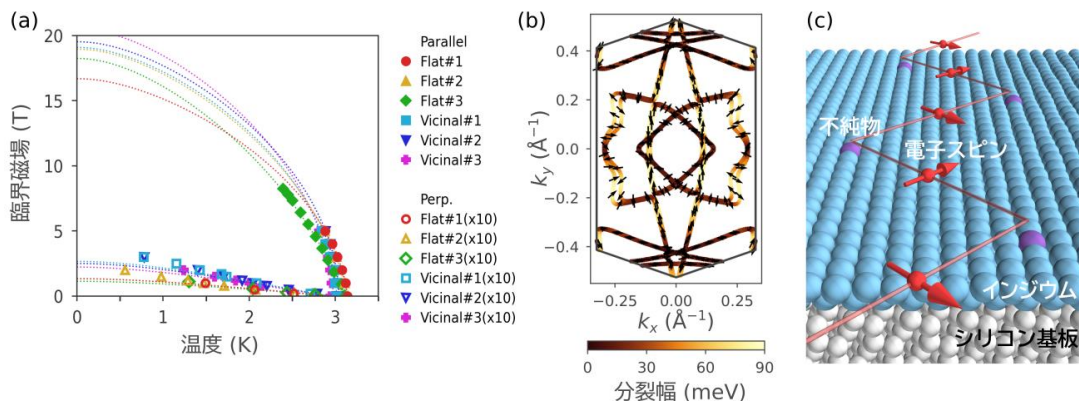 (a)
20
15
10
5
0
臨界磁場 (T)
0
1
2
3
温度 (K)
Parallel
Flat#1
Flat#2
Flat#3
Vicinal#1
Vicinal#2
Vicinal#3
Perp.
Flat#1(x10)
Flat#2(x10)
Flat#3(x10)
Vicinal#1(x10)
Vicinal#2(x10)
Vicinal#3(x10)
(b)
0.4
0.2
0.0
−0.2
−0.4
ky (Å⁻¹)
−0.25
0.00
0.25
kx (Å⁻¹)
0
30
60
90
分裂幅 (meV)
(c)
不純物
電子スピン
インジウム
シリコン基板